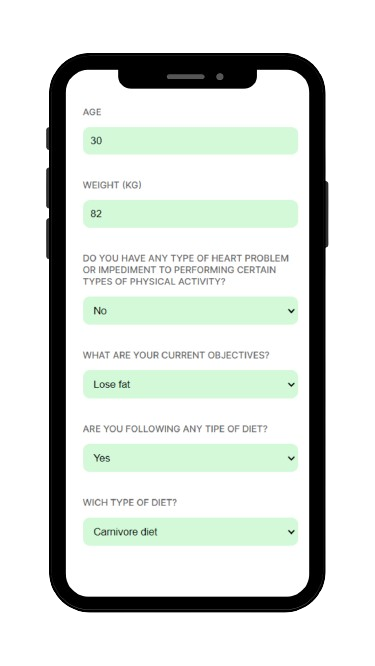 AGE
30
WEIGHT (KG)
82
DO YOU HAVE ANY TYPE OF HEART PROBLEM
OR IMPEDIMENT TO PERFORMING CERTAIN
TYPES OF PHYSICAL ACTIVITY?
No
WHAT ARE YOUR CURRENT OBJECTIVES?
Lose fat
ARE YOU FOLLOWING ANY TIPE OF DIET?
Yes
WICH TYPE OF DIET?
Carnivore diet